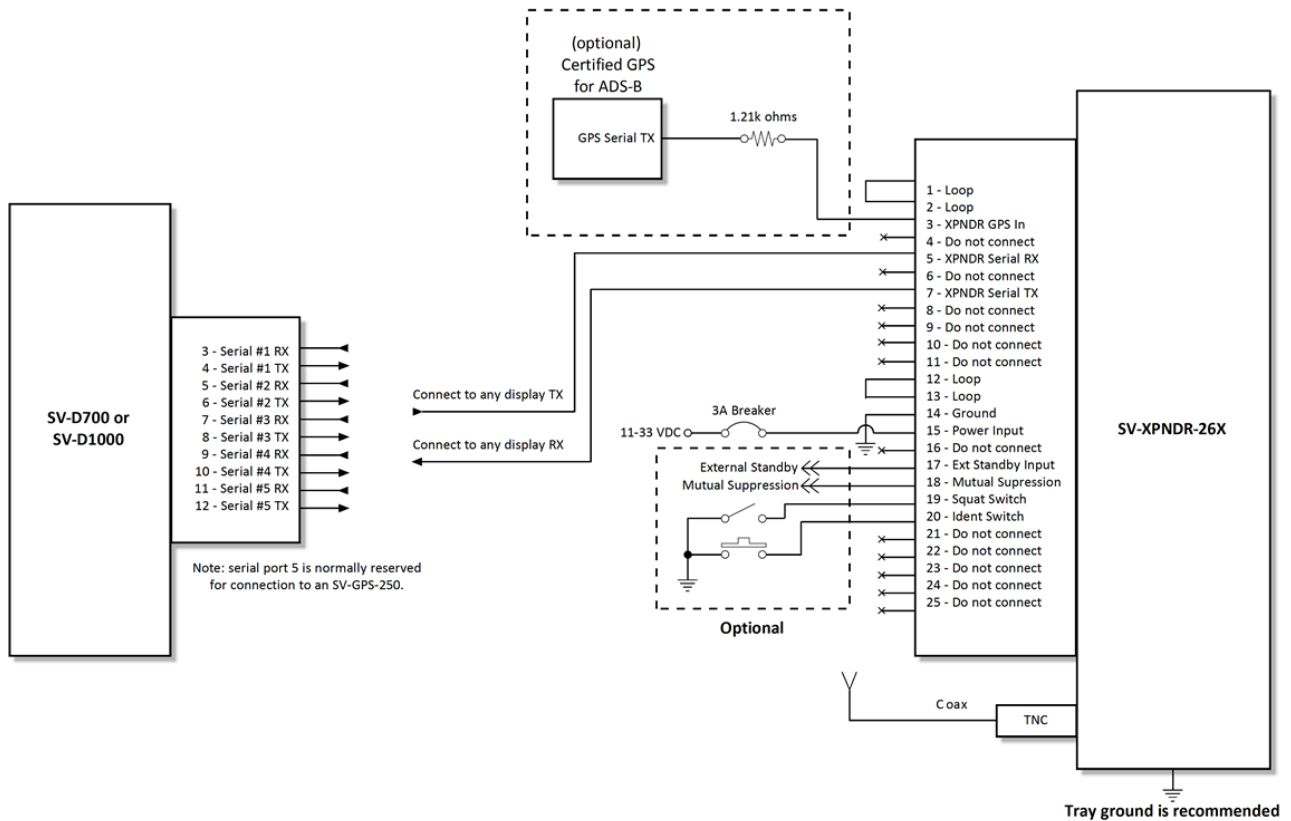 (optional)
Certified GPS
for ADS-B
GPS Serial TX
1.21k ohms
1 - Loop
2 - Loop
3 - XPNDR GPS In
4 - Do not connect
5 - XPNDR Serial RX
6 - Do not connect
7 - XPNDR Serial TX
8 - Do not connect
9 - Do not connect
10 - Do not connect
11 - Do not connect
12 - Loop
13 - Loop
14 - Ground
15 - Power Input
16 - Do not connect
17 - Ext Standby Input
18 - Mutual Supression
19 - Squat Switch
20 - Ident Switch
21 - Do not connect
22 - Do not connect
23 - Do not connect
24 - Do not connect
25 - Do not connect
SV-XPNDR-26X
SV-D700 or
SV-D1000
3 - Serial #1 RX
4 - Serial #1 TX
5 - Serial #2 RX
6 - Serial #2 TX
7 - Serial #3 RX
8 - Serial #3 TX
9 - Serial #4 RX
10 - Serial #4 TX
11 - Serial #5 RX
12 - Serial #5 TX
Note: serial port 5 is normally reserved
for connection to an SV-GPS-250.
Connect to any display TX
Connect to any display RX
3A Breaker
11-33 VDC
External Standby
Mutual Suppression
Optional
Coax
TNC
Tray ground is recommended